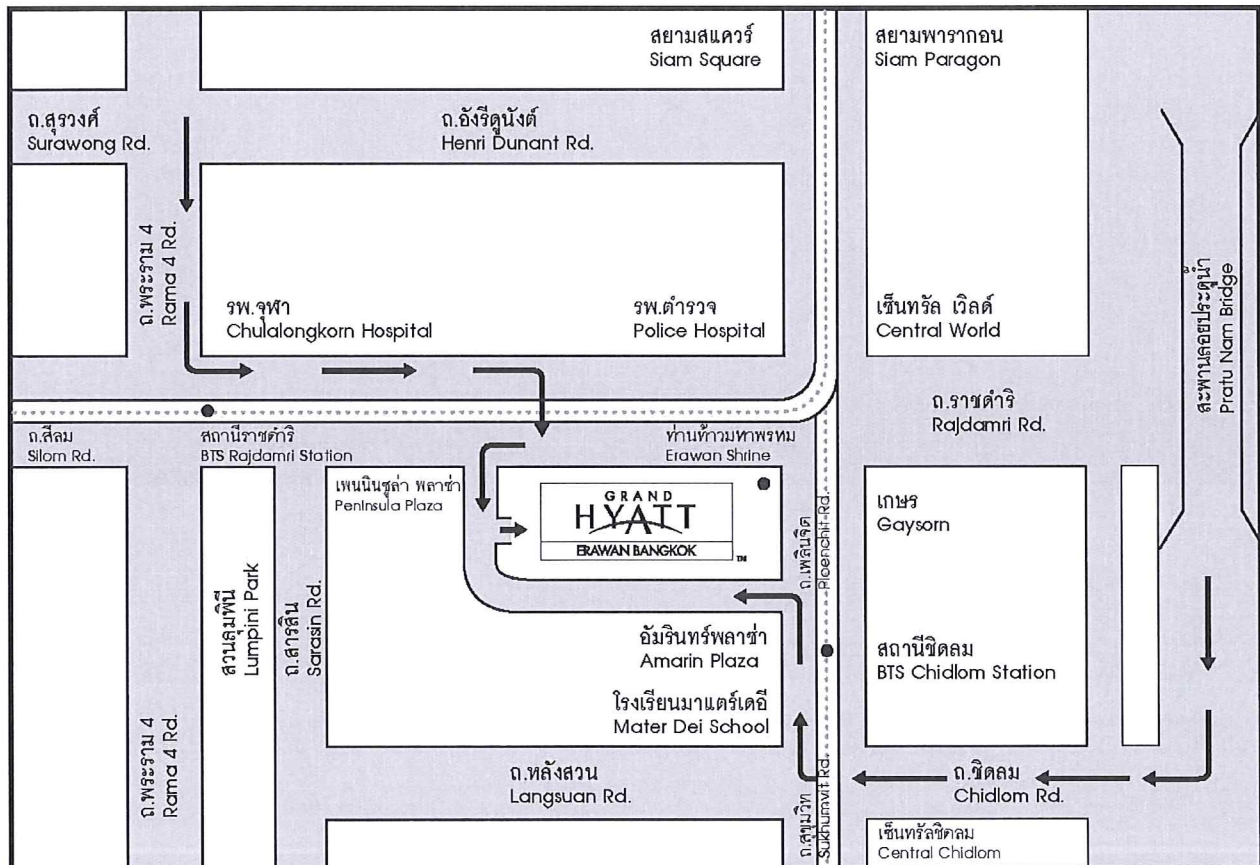 สยามสแควร์
Siam Square
สยามพารากอน
Siam Paragon
ถ.สุรวงศ์
Surawong Rd.
ถ.อังรีดูนังต์
Henri Dunant Rd.
ถ.พระราม 4
Rama 4 Rd.
สะพานลอยประตูน้ำ
Pratu Nam Bridge
รพ.จุฬา
Chulalongkorn Hospital
รพ.ตำรวจ
Police Hospital
เซ็นทรัล เวิลด์
Central World
ถ.ราชดำริ
Rajdamri Rd.
ถ.สีลม
Silom Rd.
สถานีราชดำริ
BTS Rajdamri Station
ท่านท้าวมหาพรหม
Erawan Shrine
เพนนินซูล่า พลาซ่า
Peninsula Plaza
GRAND
HYATT
ERAWAN BANGKOK
TM
ถ.เพลินจิต
Ploenchit Rd.
เกษร
Gaysorn
สวนลุมพินี
Lumpini Park
ถ.สารสิน
Sarasin Rd.
อัมรินทร์พลาซ่า
Amarin Plaza
สถานีชิดลม
BTS Chidlom Station
โรงเรียนมาแตร์เดอี
Mater Dei School
ถ.พระราม 4
Rama 4 Rd.
ถ.หลังสวน
Langsuan Rd.
ถ.สุขุมวิท
Sukhumvit Rd.
ถ.ชิดลม
Chidlom Rd.
เซ็นทรัลชิดลม
Central Chidlom